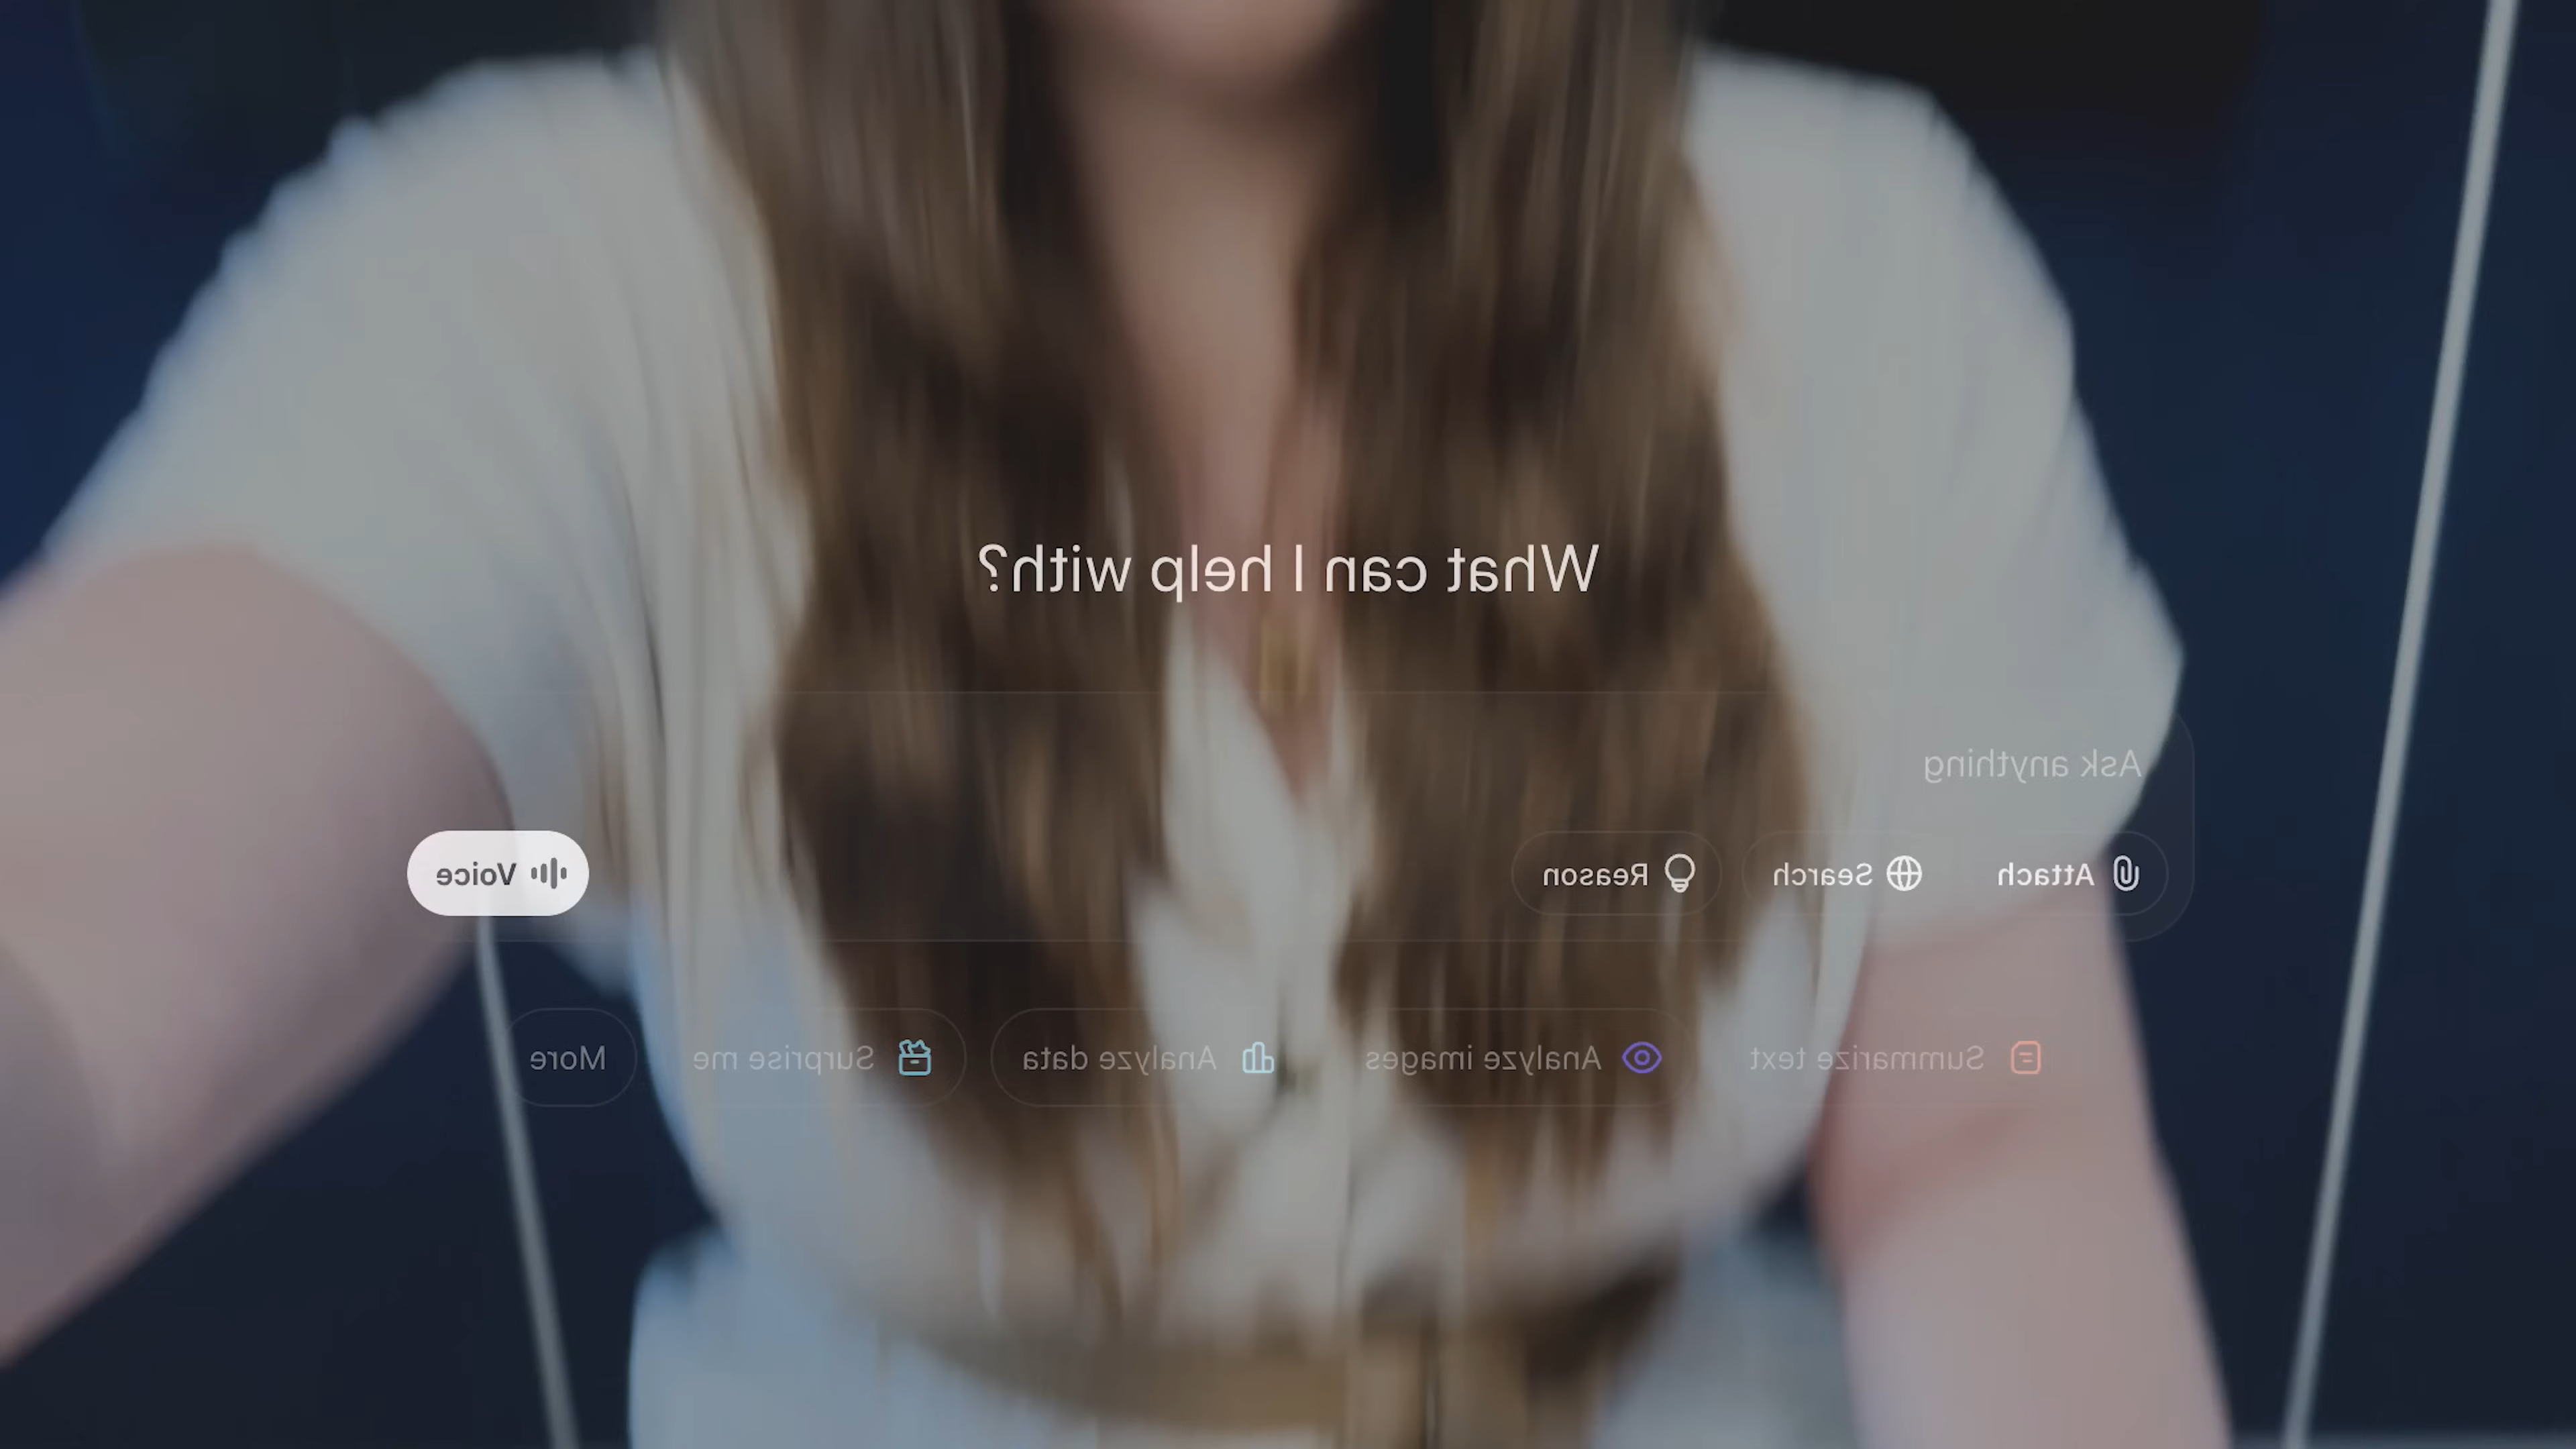 What can I help with?
Ask anything
Attach Search Reason Voice
Summarize text Analyze images Analyze data Surprise me More